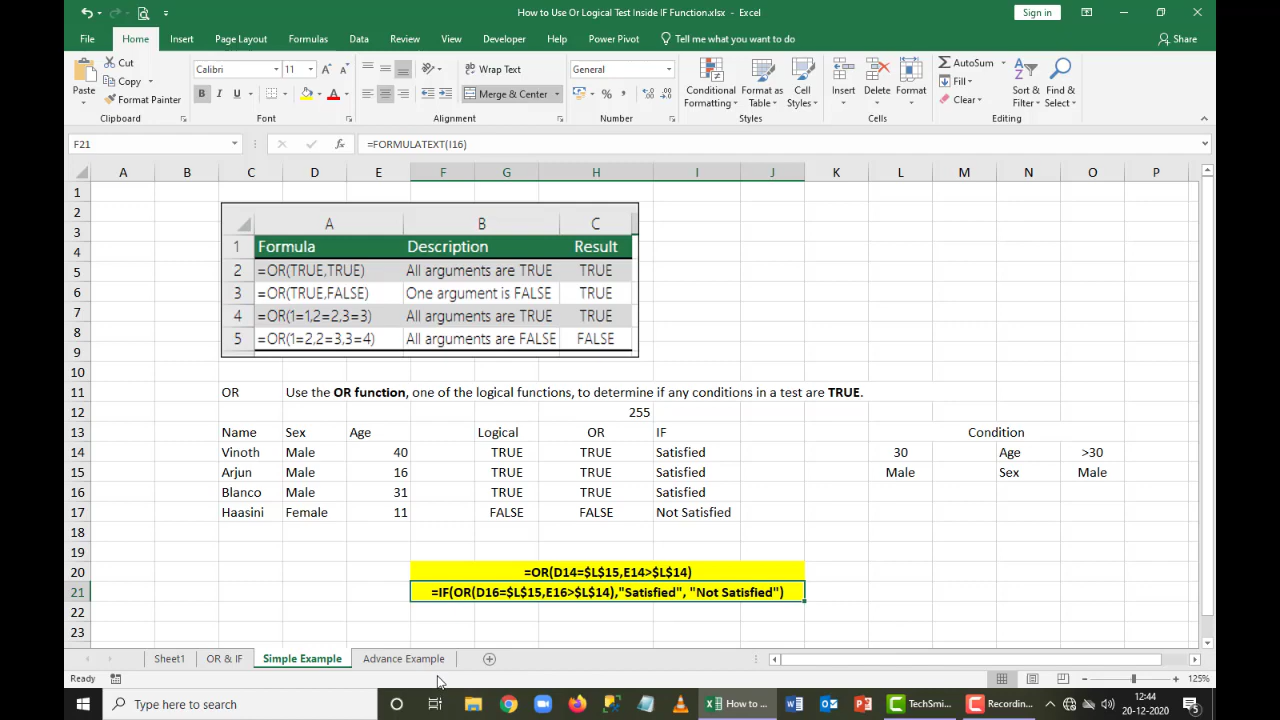 How to Use Or Logical Test Inside IF Function.xlsx - Excel
Sign in
File Home Insert Page Layout Formulas Data Review View Developer Help Power Pivot Tell me what you want to do Share
Paste
Cut
Copy
Format Painter
Calibri 11
B I U
Wrap Text
Merge & Center
General
% ,
Conditional Formatting
Format as Table
Cell Styles
Insert
Delete
Format
AutoSum
Fill
Clear
Sort & Filter
Find & Select
Clipboard Font Alignment Number Styles Cells Editing
F21 fx =FORMULATEXT(I16)
A B C D E F G H I J K L M N O P
1
2
3
4
5
6
7
8
9
10
A B C
1 Formula Description Result
2 =OR(TRUE,TRUE) All arguments are TRUE TRUE
3 =OR(TRUE,FALSE) One argument is FALSE TRUE
4 =OR(1=1,2=2,3=3) All arguments are TRUE TRUE
5 =OR(1=2,2=3,3=4) All arguments are FALSE FALSE
11 OR Use the OR function, one of the logical functions, to determine if any conditions in a test are TRUE.
12 255
13 Name Sex Age Logical OR IF Condition
14 Vinoth Male 40 TRUE TRUE Satisfied 30 Age >30
15 Arjun Male 16 TRUE TRUE Satisfied Male Sex Male
16 Blanco Male 31 TRUE TRUE Satisfied
17 Haasini Female 11 FALSE FALSE Not Satisfied
18
19
20 =OR(D14=$L$15,E14>$L$14)
21 =IF(OR(D16=$L$15,E16>$L$14),"Satisfied", "Not Satisfied")
22
23
Sheet1 OR & IF Simple Example Advance Example
Ready 125%
Type here to search
How to ...
TechSmi...
Recordin...
12:44
20-12-2020